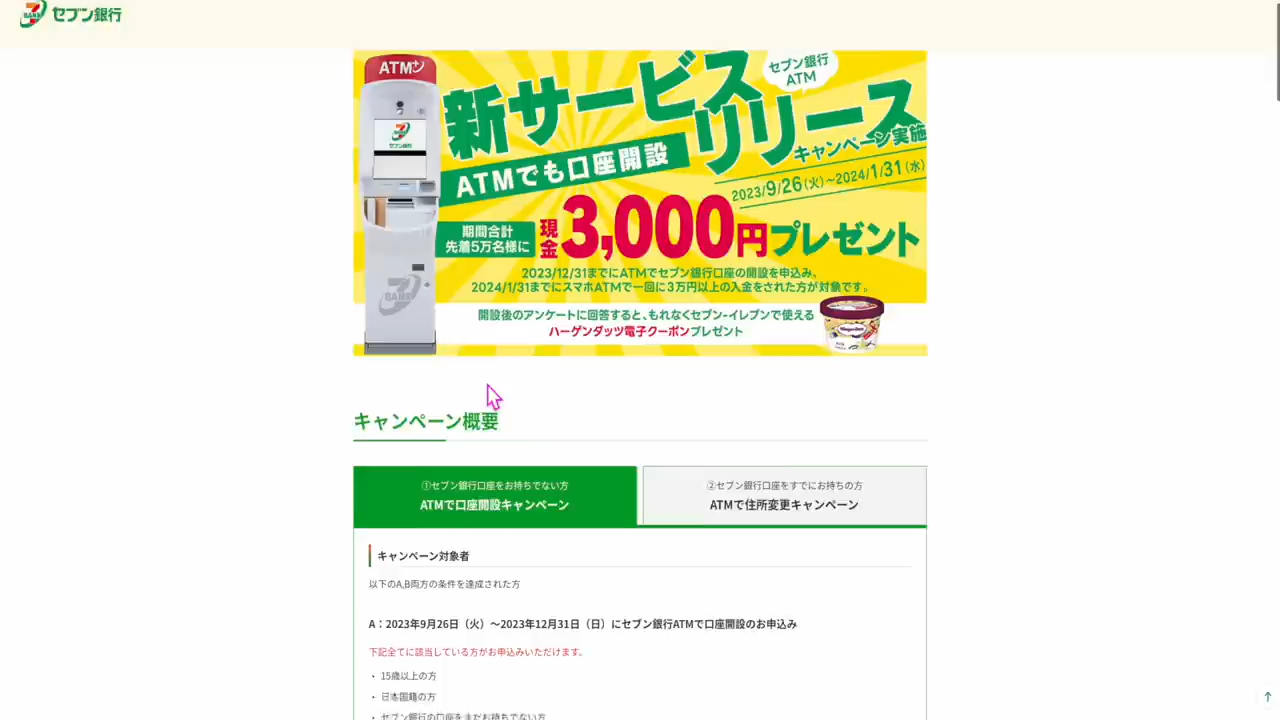 セブン銀行
ATM
新サービス
リリース
セブン銀行
ATM
キャンペーン実施
ATMでも口座開設
2023/9/26(火)~2024/1/31(水)
期間合計
先着5万名様に
現金3,000円プレゼント
2023/12/31までにATMでセブン銀行口座の開設を申込み、
2024/1/31までにスマホATMで一回に3万円以上の入金をされた方が対象です。
開設後のアンケートに回答すると、もれなくセブン-イレブンで使える
ハーゲンダッツ電子クーポンプレゼント
キャンペーン概要
①セブン銀行口座をお持ちでない方
ATMで口座開設キャンペーン
②セブン銀行口座をすでにお持ちの方
ATMで住所変更キャンペーン
キャンペーン対象者
以下のA,B両方の条件を達成された方
A：2023年9月26日（火）～2023年12月31日（日）にセブン銀行ATMで口座開設のお申込み
下記全てに該当している方がお申込みいただけます。
・ 15歳以上の方
・ 日本国籍の方
・ セブン銀行の口座をまだお持ちでない方